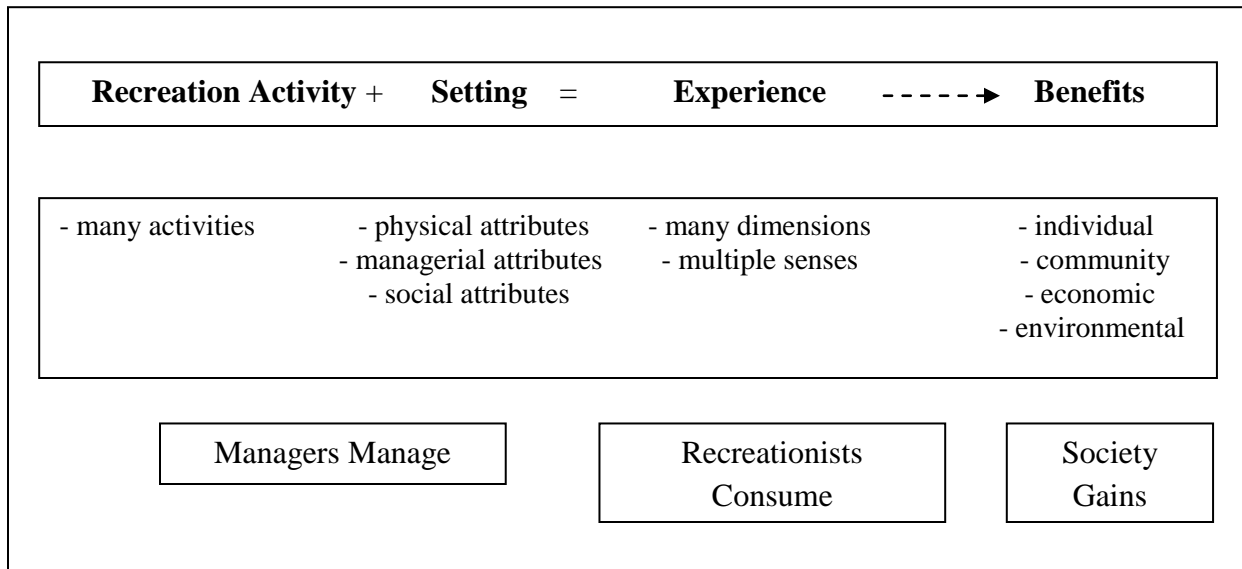 Recreation Activity + Setting = Experience Benefits
- many activities - physical attributes - many dimensions - individual
- managerial attributes - multiple senses - community
- social attributes - economic
- environmental
Managers Manage
Recreationists
Consume
Society
Gains